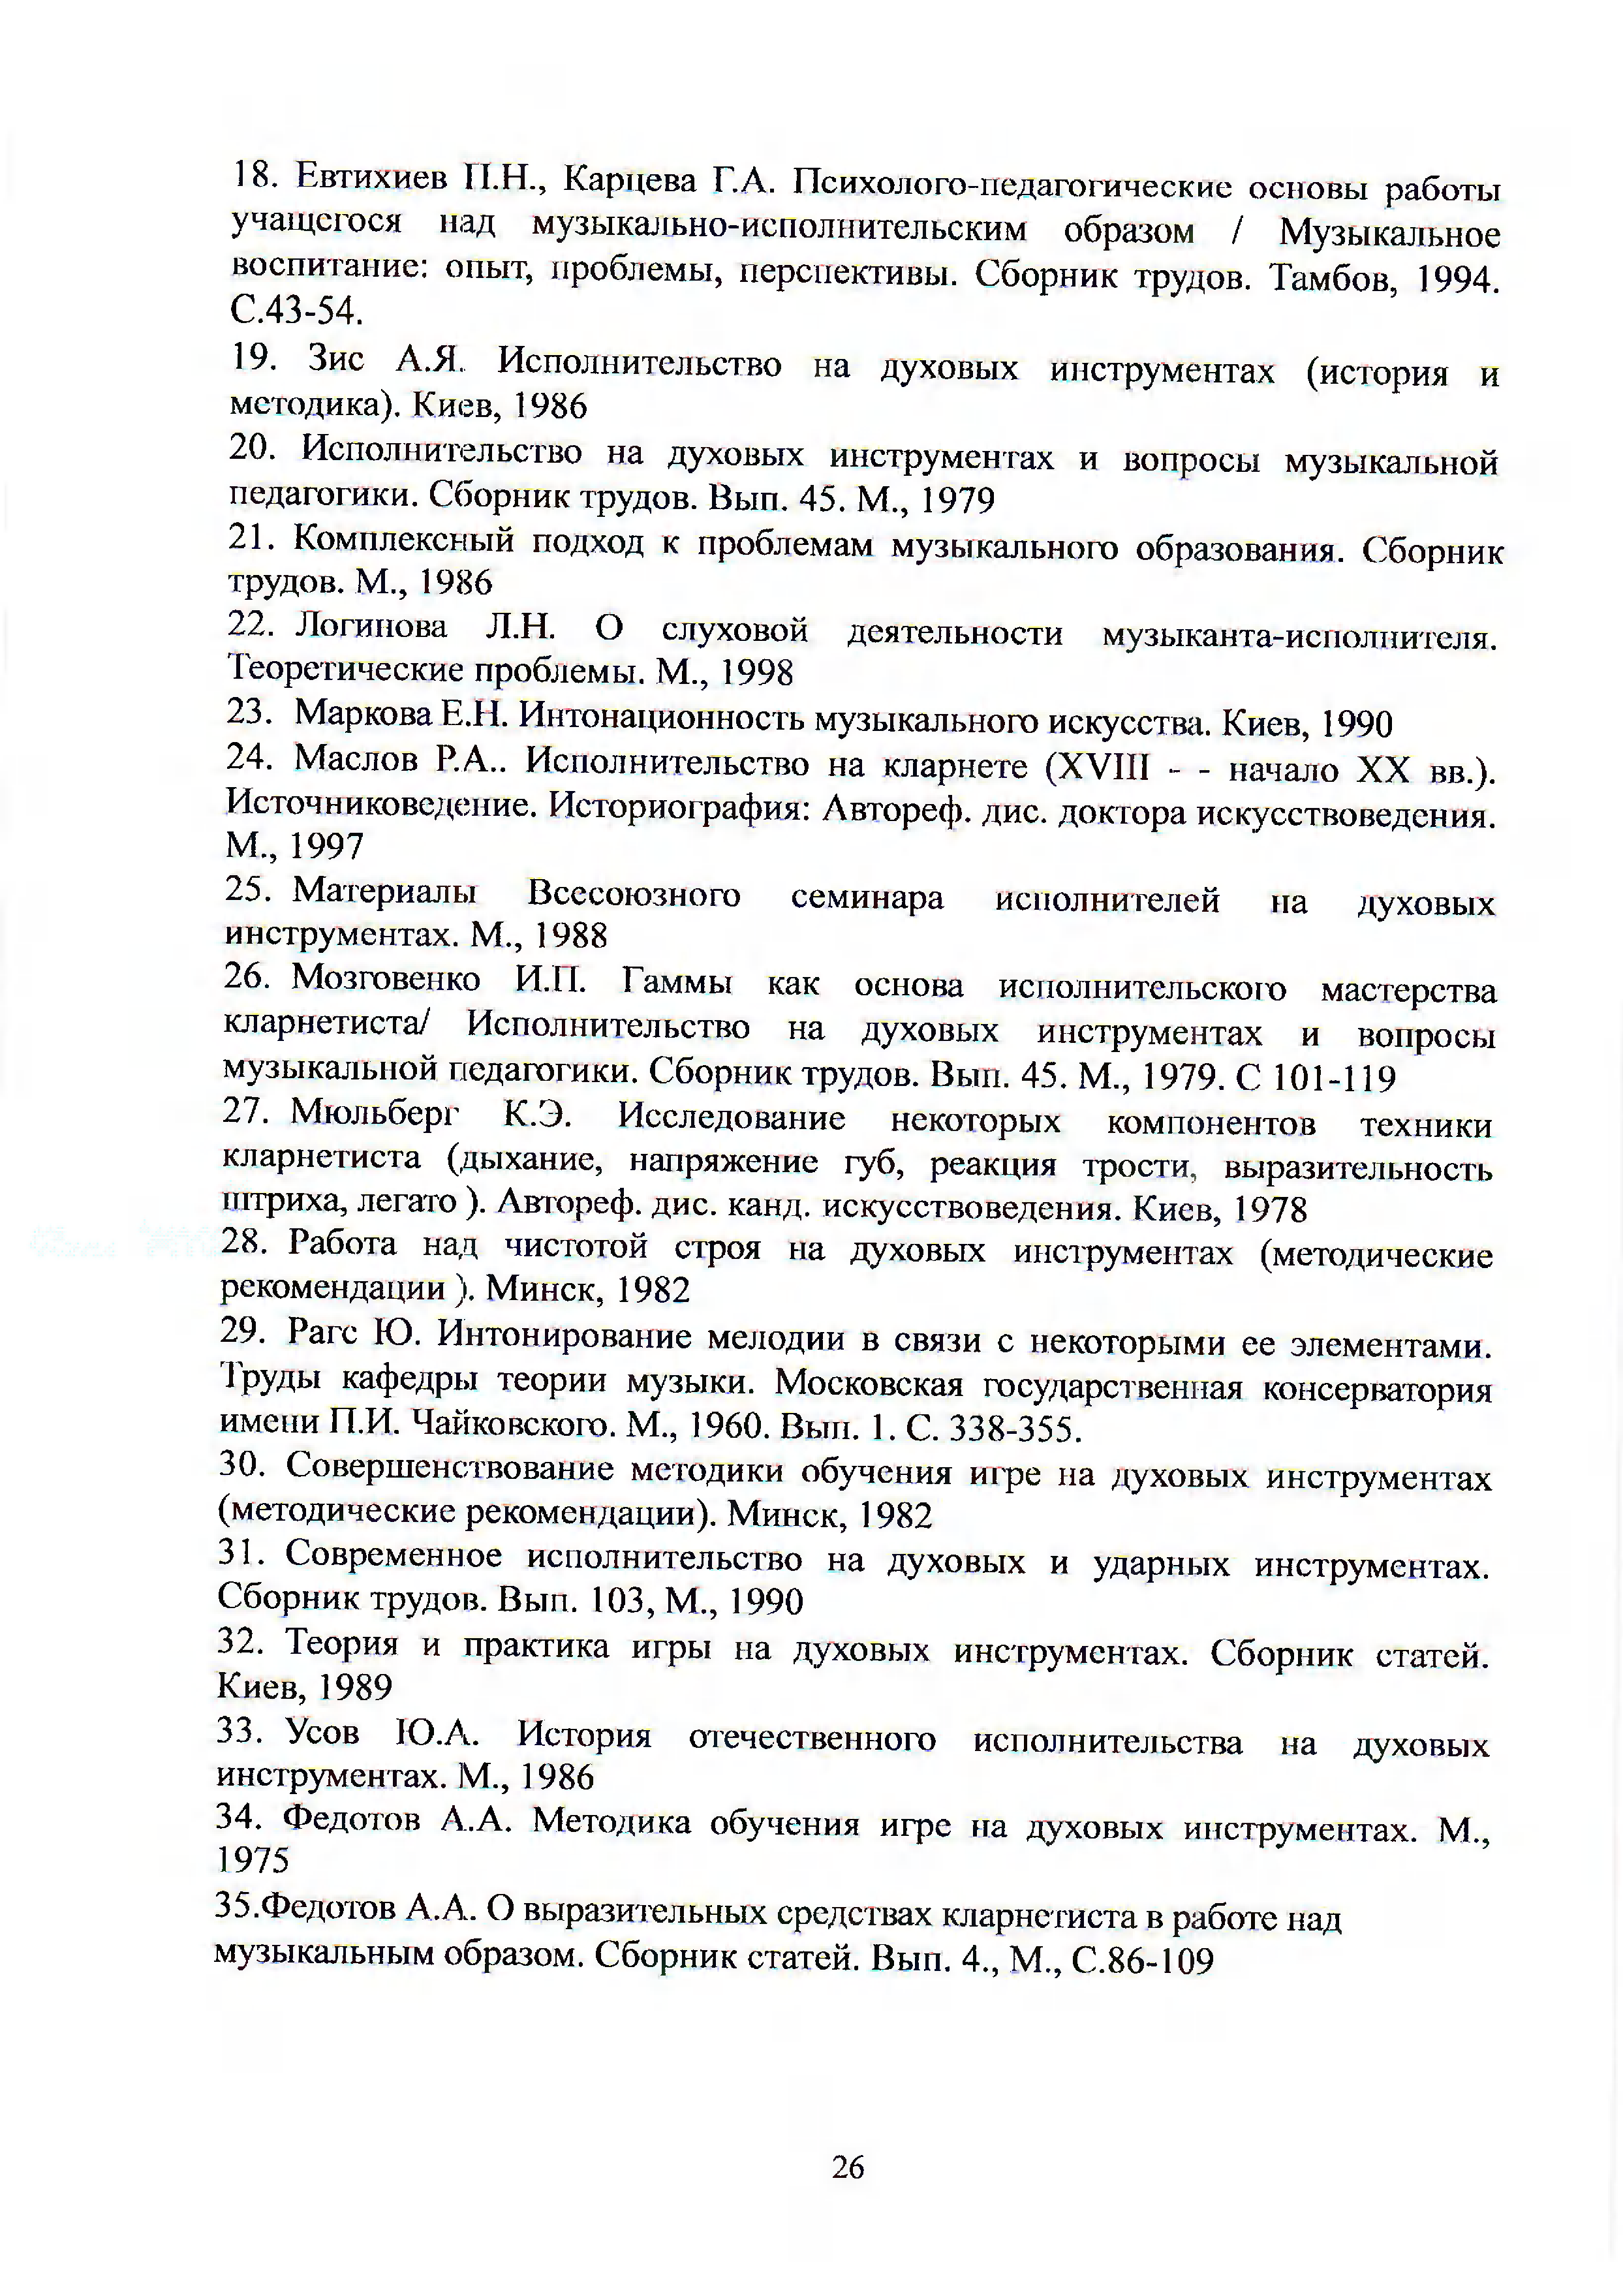 18. Евтихиев П.Н., Карцева Г.А. Психолого-педагогические основы работы
учащегося над музыкально-исполнительским образом / Музыкальное
воспитание: опыт, проблемы, перспективы. Сборник трудов. Тамбов, 1994.
С.43-54.
19. Зис А.Я. Исполнительство на духовых инструментах (история и
методика). Киев, 1986
20. Исполнительство на духовых инструментах и вопросы музыкальной
педагогики. Сборник трудов. Вып. 45. М., 1979
21. Комплексный подход к проблемам музыкального образования. Сборник
трудов. М., 1986
22. Логинова Л.Н. О слуховой деятельности музыканта-исполнителя.
Теоретические проблемы. М., 1998
23. Маркова Е.Н. Интонационность музыкального искусства. Киев, 1990
24. Маслов Р.А.. Исполнительство на кларнете (XVIII - - начало XX вв.).
Источниковедение. Историография: Автореф. дис. доктора искусствоведения.
М., 1997
25. Материалы Всесоюзного семинара исполнителей на духовых
инструментах. М., 1988
26. Мозговенко И.П. Гаммы как основа исполнительского мастерства
кларнетиста/ Исполнительство на духовых инструментах и вопросы
музыкальной педагогики. Сборник трудов. Вып. 45. М., 1979. С 101-119
27. Мюльберг К.Э. Исследование некоторых компонентов техники
кларнетиста (дыхание, напряжение губ, реакция трости, выразительность
штриха, легато ). Автореф. дис. канд. искусствоведения. Киев, 1978
28. Работа над чистотой строя на духовых инструментах (методические
рекомендации ). Минск, 1982
29. Рагс Ю. Интонирование мелодии в связи с некоторыми ее элементами.
Труды кафедры теории музыки. Московская государственная консерватория
имени П.И. Чайковского. М., 1960. Вып. 1. С. 338-355.
30. Совершенствование методики обучения игре на духовых инструментах
(методические рекомендации). Минск, 1982
31. Современное исполнительство на духовых и ударных инструментах.
Сборник трудов. Вып. 103, М., 1990
32. Теория и практика игры на духовых инструментах. Сборник статей.
Киев, 1989
33. Усов Ю.А. История отечественного исполнительства на духовых
инструментах. М., 1986
34. Федотов А.А. Методика обучения игре на духовых инструментах. М.,
1975
35.Федотов А.А. О выразительных средствах кларнетиста в работе над
музыкальным образом. Сборник статей. Вып. 4., М., С.86-109
26